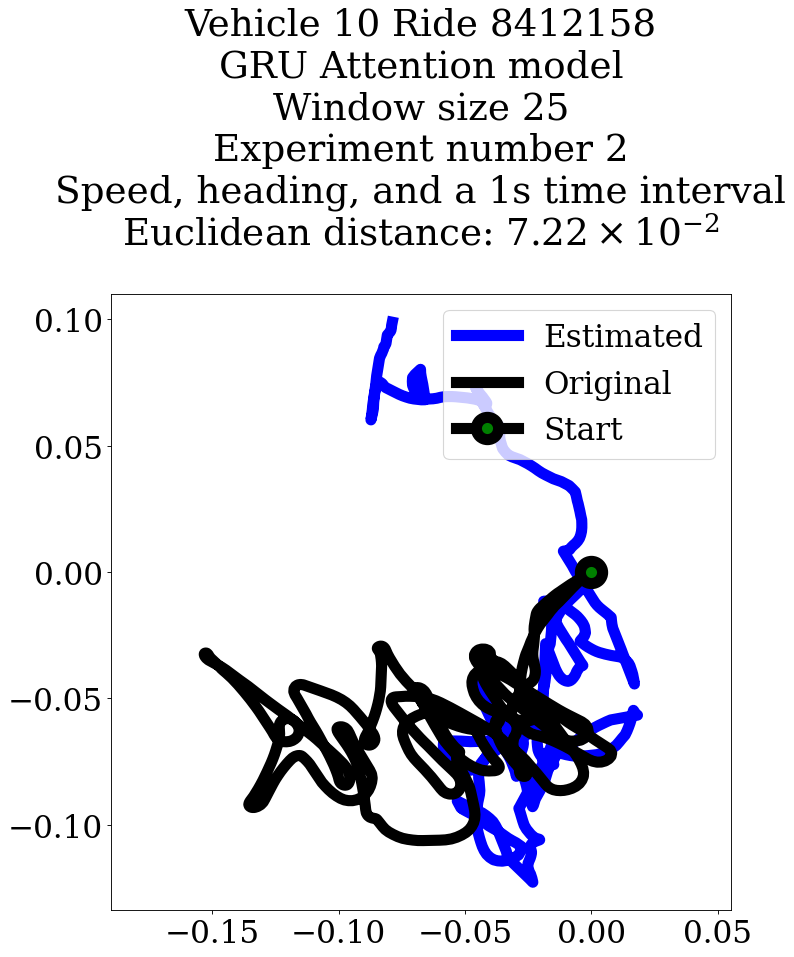 Vehicle 10 Ride 8412158
GRU Attention model
Window size 25
Experiment number 2
Speed, heading, and a 1s time interval
Euclidean distance: 7.22 × 10⁻²
Estimated
Original
Start
0.10
0.05
0.00
−0.05
−0.10
−0.15 −0.10 −0.05 0.00 0.05